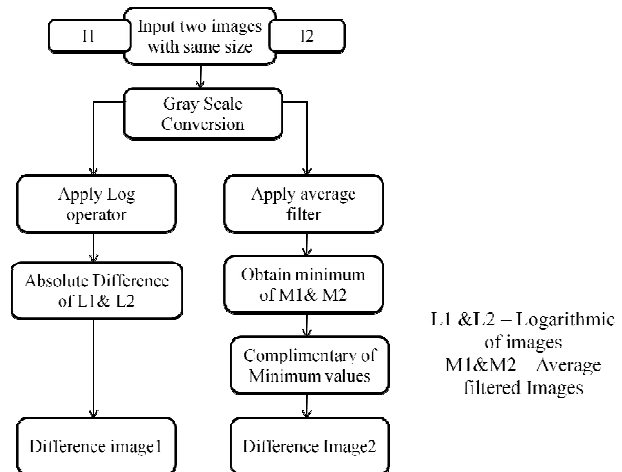 I1
Input two images
with same size
I2
Gray Scale
Conversion
Apply Log
operator
Apply average
filter
Absolute Difference
of L1& L2
Obtain minimum
of M1& M2
L1 &L2 – Logarithmic
of images
M1&M2 Average
filtered Images
Complimentary of
Minimum values
Difference image1
Difference Image2